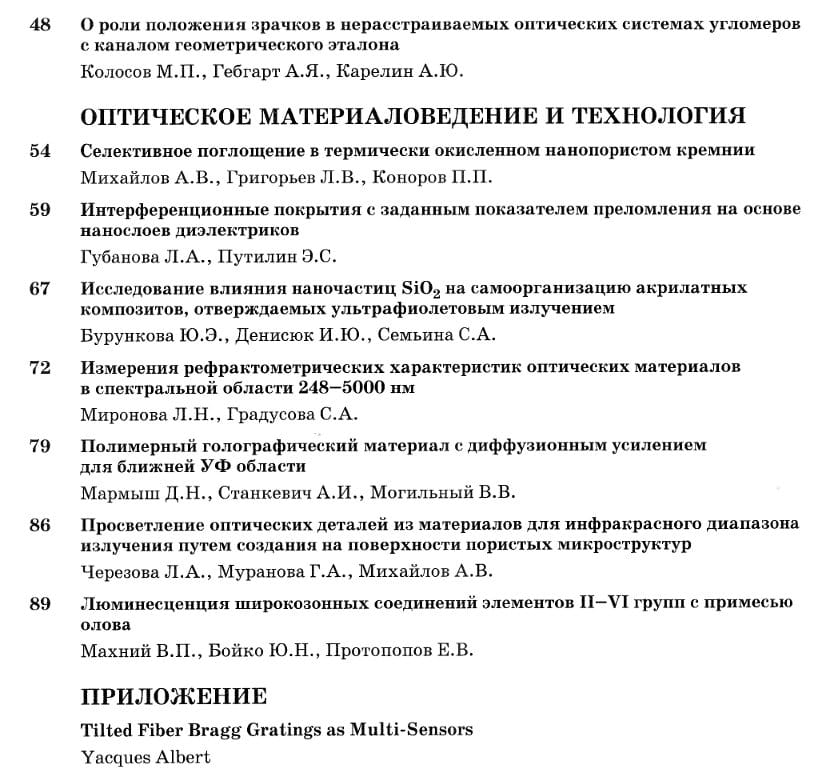 48 О роли положения зрачков в нерасстраиваемых оптических системах угломеров
с каналом геометрического эталона
Колосов М.П., Гебгарт А.Я., Карелин А.Ю.
ОПТИЧЕСКОЕ МАТЕРИАЛОВЕДЕНИЕ И ТЕХНОЛОГИЯ
54 Селективное поглощение в термически окисленном нанопористом кремнии
Михайлов А.В., Григорьев Л.В., Коноров П.П.
59 Интерференционные покрытия с заданным показателем преломления на основе
нанослоев диэлектриков
Губанова Л.А., Путилин Э.С.
67 Исследование влияния наночастиц SiO₂ на самоорганизацию акрилатных
композитов, отверждаемых ультрафиолетовым излучением
Бурункова Ю.Э., Денисюк И.Ю., Семьина С.А.
72 Измерения рефрактометрических характеристик оптических материалов
в спектральной области 248–5000 нм
Миронова Л.Н., Градусова С.А.
79 Полимерный голографический материал с диффузионным усилением
для ближней УФ области
Мармыш Д.Н., Станкевич А.И., Могильный В.В.
86 Просветление оптических деталей из материалов для инфракрасного диапазона
излучения путем создания на поверхности пористых микроструктур
Черезова Л.А., Муранова Г.А., Михайлов А.В.
89 Люминесценция широкозонных соединений элементов II–VI групп с примесью
олова
Махний В.П., Бойко Ю.Н., Протопопов Е.В.
ПРИЛОЖЕНИЕ
Tilted Fiber Bragg Gratings as Multi-Sensors
Yacques Albert